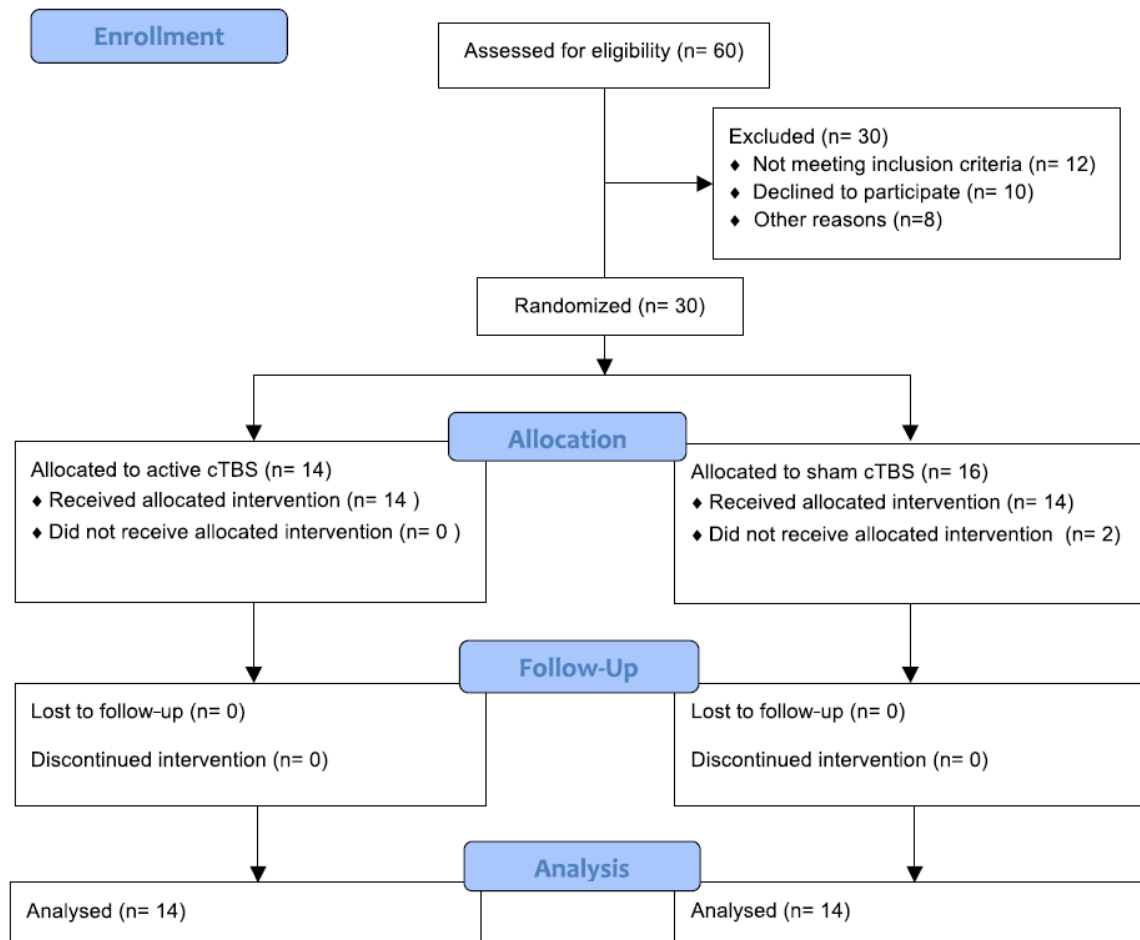 Enrollment
Assessed for eligibility (n= 60)
Excluded (n= 30)
♦ Not meeting inclusion criteria (n= 12)
♦ Declined to participate (n= 10)
♦ Other reasons (n=8)
Randomized (n= 30)
Allocation
Allocated to active cTBS (n= 14)
♦ Received allocated intervention (n= 14 )
♦ Did not receive allocated intervention (n= 0 )
Allocated to sham cTBS (n= 16)
♦ Received allocated intervention (n= 14)
♦ Did not receive allocated intervention (n= 2)
Follow-Up
Lost to follow-up (n= 0)
Discontinued intervention (n= 0)
Lost to follow-up (n= 0)
Discontinued intervention (n= 0)
Analysis
Analysed (n= 14)
Analysed (n= 14)